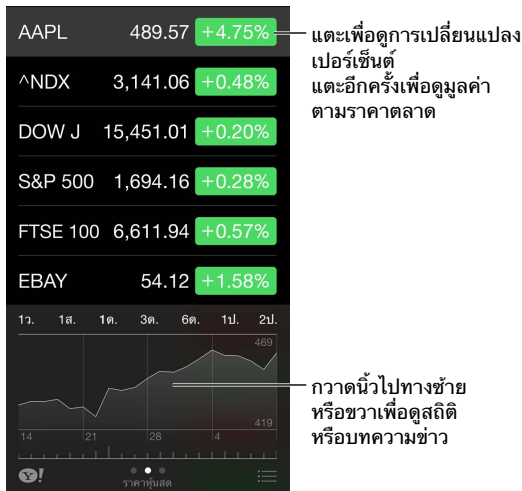 AAPL 489.57 +4.75%
แตะเพื่อดูการเปลี่ยนแปลง
เปอร์เซ็นต์
แตะอีกครั้งเพื่อดูมูลค่า
ตามราคาตลาด
^NDX 3,141.06 +0.48%
DOW J 15,451.01 +0.20%
S&P 500 1,694.16 +0.28%
FTSE 100 6,611.94 +0.57%
EBAY 54.12 +1.58%
1ว. 1ส. 1ด. 3ด. 6ด. 1ป. 2ป.
469
กวาดนิ้วไปทางซ้าย
หรือขวาเพื่อดูสถิติ
หรือบทความข่าว
419
14 21 28 4
Y!
ราคาหุ้นสด